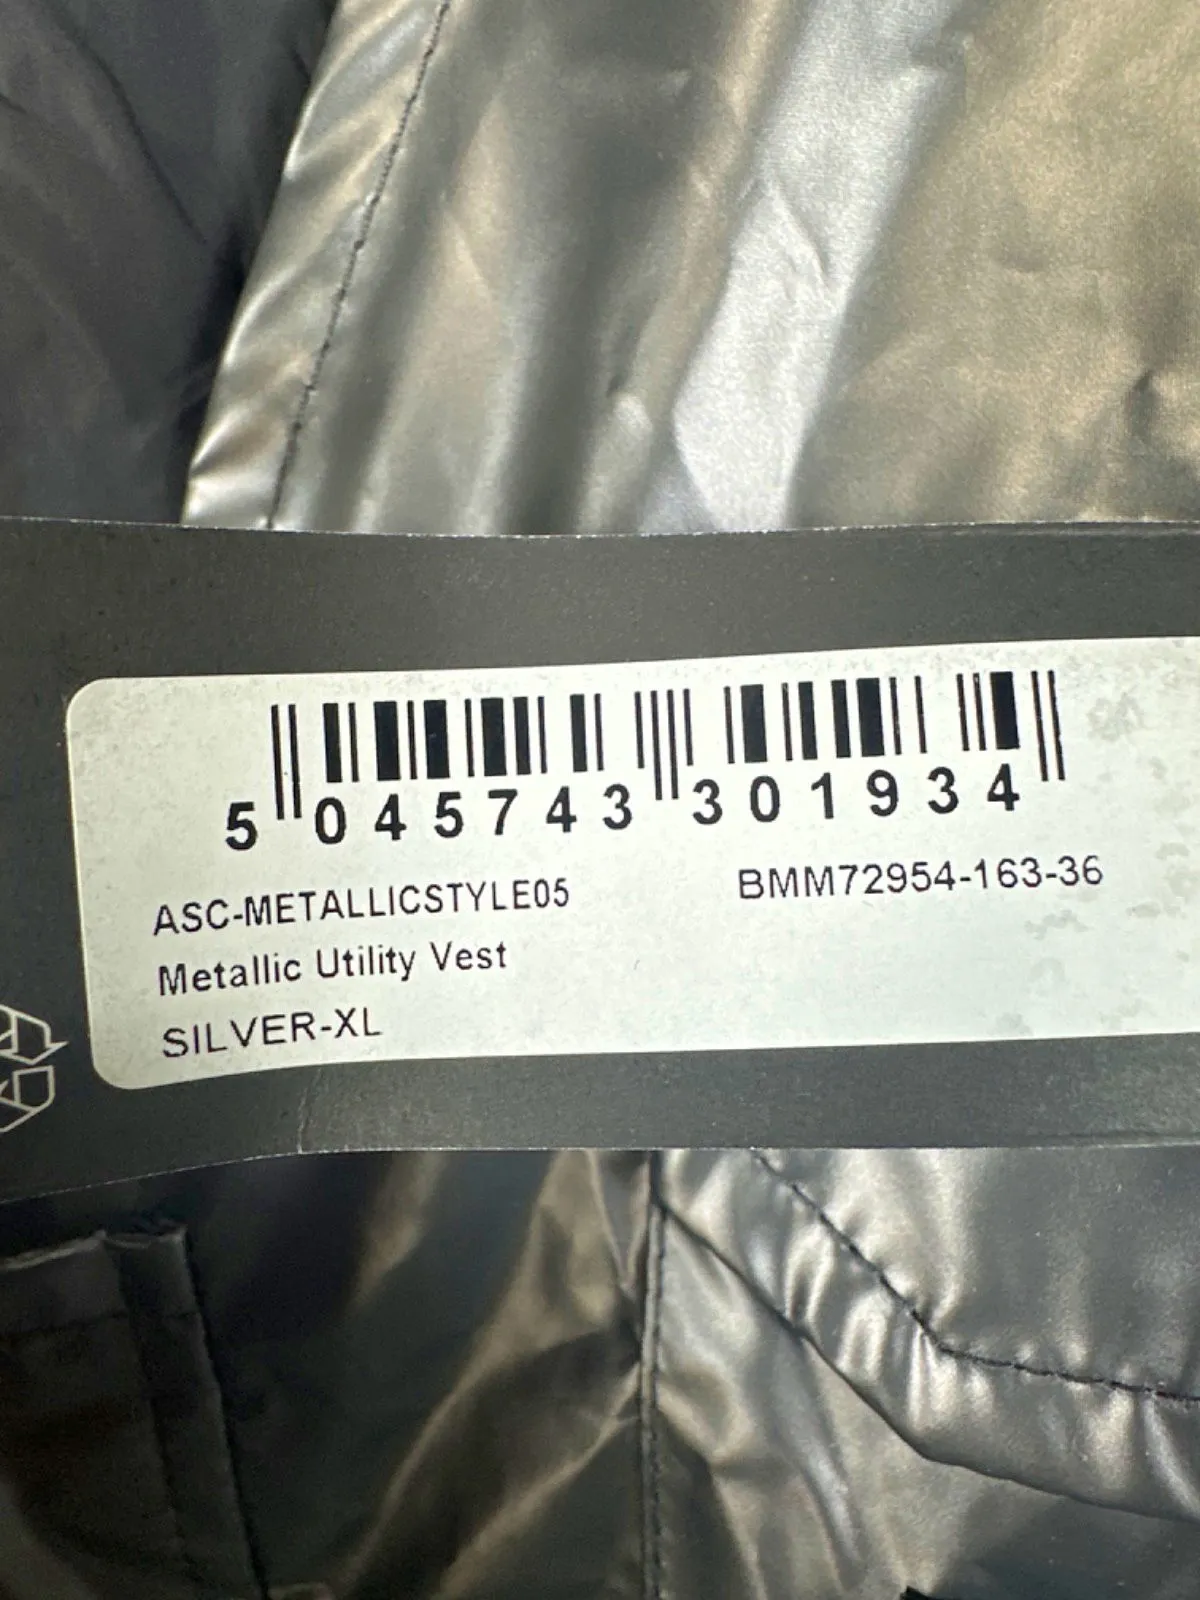 5 045743 301934
ASC-METALLICSTYLE05 BMM72954-163-36
Metallic Utility Vest
SILVER-XL